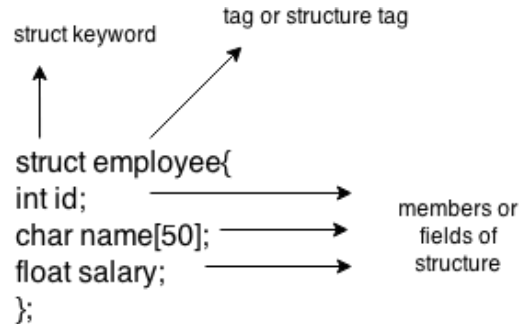 tag or structure tag
struct keyword
struct employee{
int id;
char name[50];
float salary;
};
members or
fields of
structure